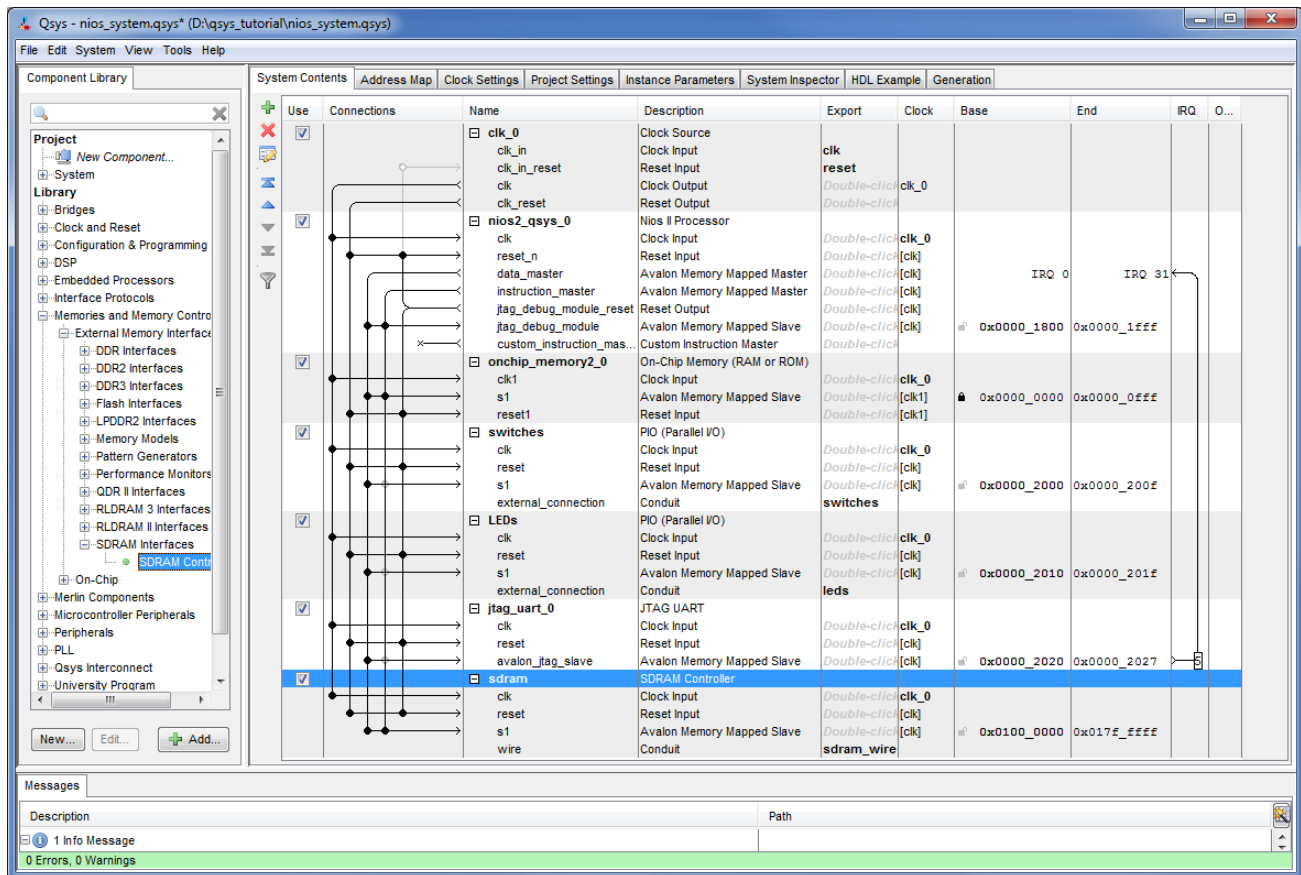 Qsys - nios_system.qsys* (D:\qsys_tutorial\nios_system.qsys)
File Edit System View Tools Help
Component Library
Project
New Component...
System
Library
Bridges
Clock and Reset
Configuration & Programming
DSP
Embedded Processors
Interface Protocols
Memories and Memory Contro
External Memory Interface
DDR Interfaces
DDR2 Interfaces
DDR3 Interfaces
Flash Interfaces
LPDDR2 Interfaces
Memory Models
Pattern Generators
Performance Monitors
QDR II Interfaces
RLDRAM 3 Interfaces
RLDRAM II Interfaces
SDRAM Interfaces
SDRAM Contr
On-Chip
Merlin Components
Microcontroller Peripherals
Peripherals
PLL
Qsys Interconnect
University Program
New... Edit... Add...
System Contents Address Map Clock Settings Project Settings Instance Parameters System Inspector HDL Example Generation
Use Connections Name Description Export Clock Base End IRQ O...
clk_0 Clock Source
clk_in Clock Input clk
clk_in_reset Reset Input reset
clk Clock Output Double-click clk_0
clk_reset Reset Output Double-click
nios2_qsys_0 Nios II Processor
clk Clock Input Double-click clk_0
reset_n Reset Input Double-click [clk]
data_master Avalon Memory Mapped Master Double-click [clk] IRQ 0 IRQ 31
instruction_master Avalon Memory Mapped Master Double-click [clk]
jtag_debug_module_reset Reset Output Double-click [clk]
jtag_debug_module Avalon Memory Mapped Slave Double-click [clk] 0x0000_1800 0x0000_1fff
custom_instruction_mas... Custom Instruction Master Double-click
onchip_memory2_0 On-Chip Memory (RAM or ROM)
clk1 Clock Input Double-click clk_0
s1 Avalon Memory Mapped Slave Double-click [clk1] 0x0000_0000 0x0000_0fff
reset1 Reset Input Double-click [clk1]
switches PIO (Parallel I/O)
clk Clock Input Double-click clk_0
reset Reset Input Double-click [clk]
s1 Avalon Memory Mapped Slave Double-click [clk] 0x0000_2000 0x0000_200f
external_connection Conduit switches
LEDs PIO (Parallel I/O)
clk Clock Input Double-click clk_0
reset Reset Input Double-click [clk]
s1 Avalon Memory Mapped Slave Double-click [clk] 0x0000_2010 0x0000_201f
external_connection Conduit leds
jtag_uart_0 JTAG UART
clk Clock Input Double-click clk_0
reset Reset Input Double-click [clk]
avalon_jtag_slave Avalon Memory Mapped Slave Double-click [clk] 0x0000_2020 0x0000_2027 5
sdram SDRAM Controller
clk Clock Input Double-click clk_0
reset Reset Input Double-click [clk]
s1 Avalon Memory Mapped Slave Double-click [clk] 0x0100_0000 0x017f_ffff
wire Conduit sdram_wire
Messages
Description Path
1 Info Message
0 Errors, 0 Warnings